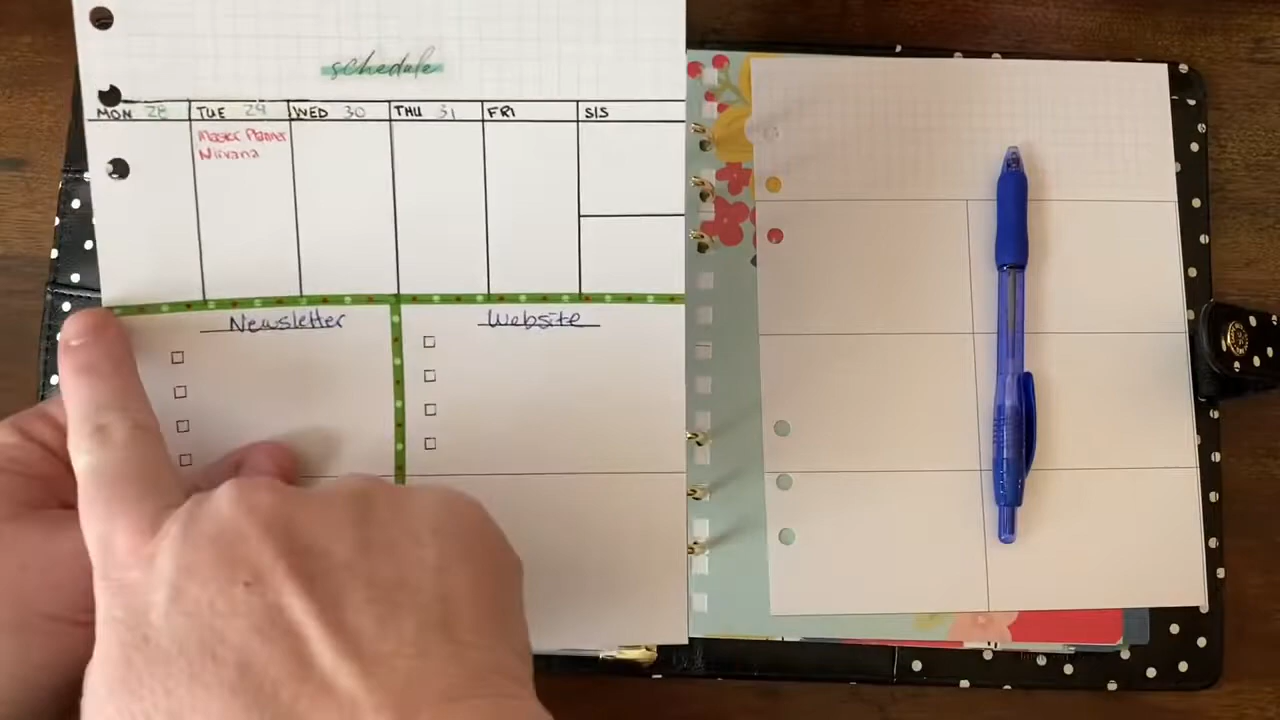 schedule
MON 28 TUE 29 WED 30 THU 31 FRI S/S
Master Planner
Nirvana
Newsletter Website